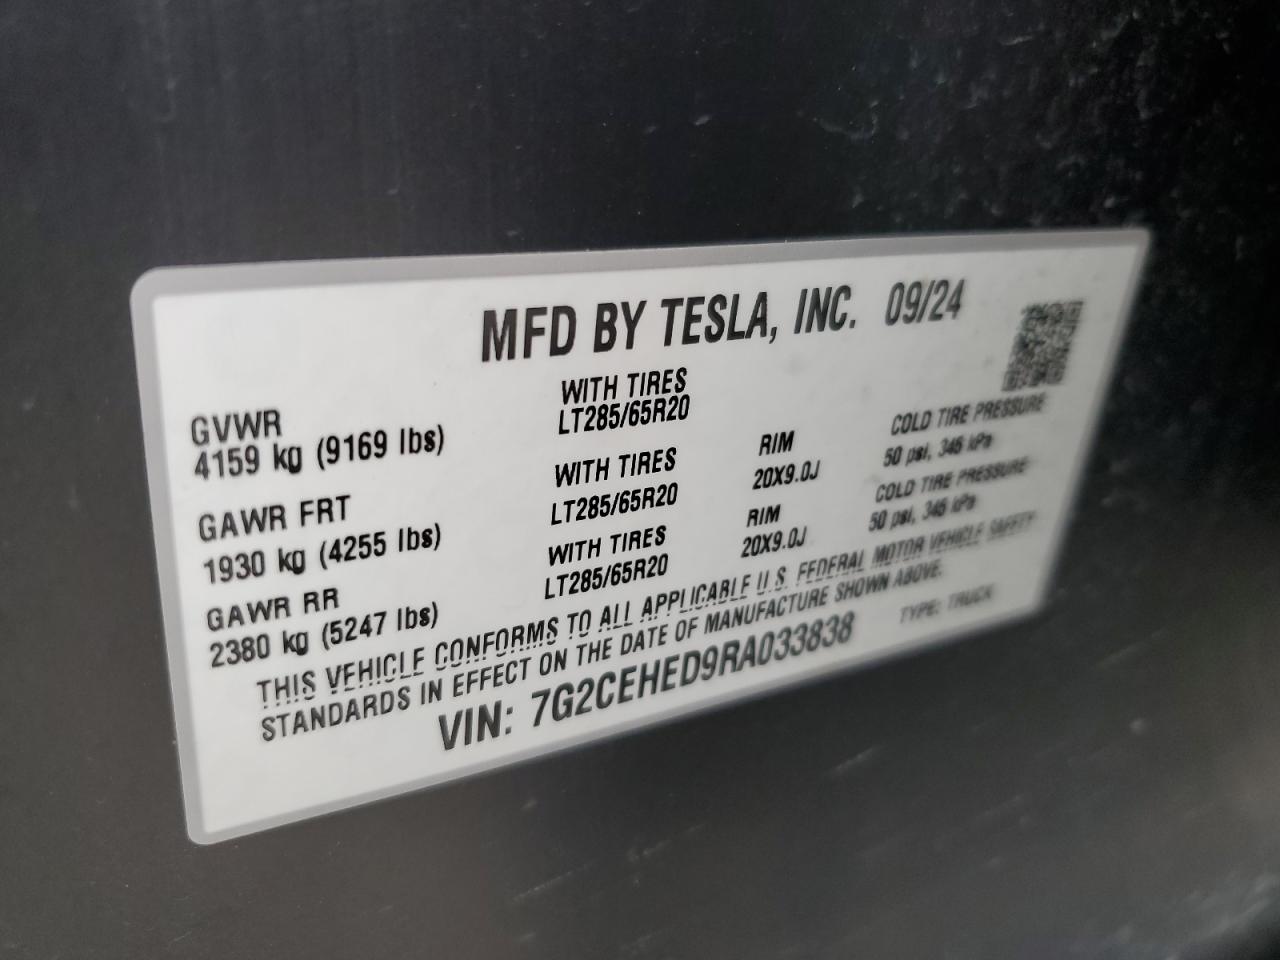 MFD BY TESLA, INC. 09/24
GVWR
4159 kg (9169 lbs)
WITH TIRES
LT285/65R20
GAWR FRT
1930 kg (4255 lbs)
WITH TIRES
LT285/65R20
RIM
20X9.0J
COLD TIRE PRESSURE
50 psi, 345 kPa
GAWR RR
2380 kg (5247 lbs)
WITH TIRES
LT285/65R20
RIM
20X9.0J
COLD TIRE PRESSURE
50 psi, 345 kPa
THIS VEHICLE CONFORMS TO ALL APPLICABLE U.S. FEDERAL MOTOR VEHICLE SAFETY
STANDARDS IN EFFECT ON THE DATE OF MANUFACTURE SHOWN ABOVE.
VIN: 7G2CEHED9RA033838
TYPE: TRUCK